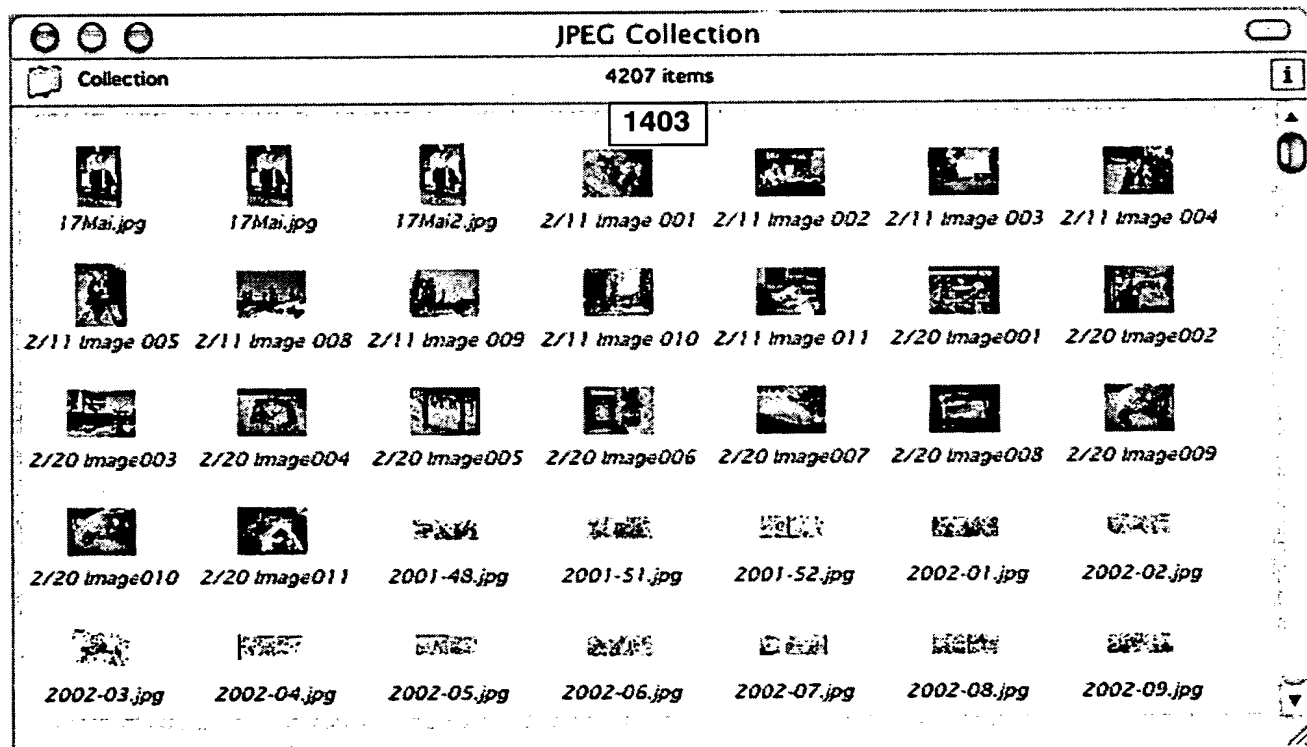 JPEG Collection
Collection 4207 items i
1403
17Mai.jpg 17Mai.jpg 17Mai2.jpg 2/11 Image 001 2/11 Image 002 2/11 Image 003 2/11 Image 004
2/11 Image 005 2/11 Image 008 2/11 Image 009 2/11 Image 010 2/11 Image 011 2/20 Image001 2/20 Image002
2/20 Image003 2/20 Image004 2/20 Image005 2/20 Image006 2/20 Image007 2/20 Image008 2/20 Image009
2/20 Image010 2/20 Image011 2001-48.jpg 2001-51.jpg 2001-52.jpg 2002-01.jpg 2002-02.jpg
2002-03.jpg 2002-04.jpg 2002-05.jpg 2002-06.jpg 2002-07.jpg 2002-08.jpg 2002-09.jpg